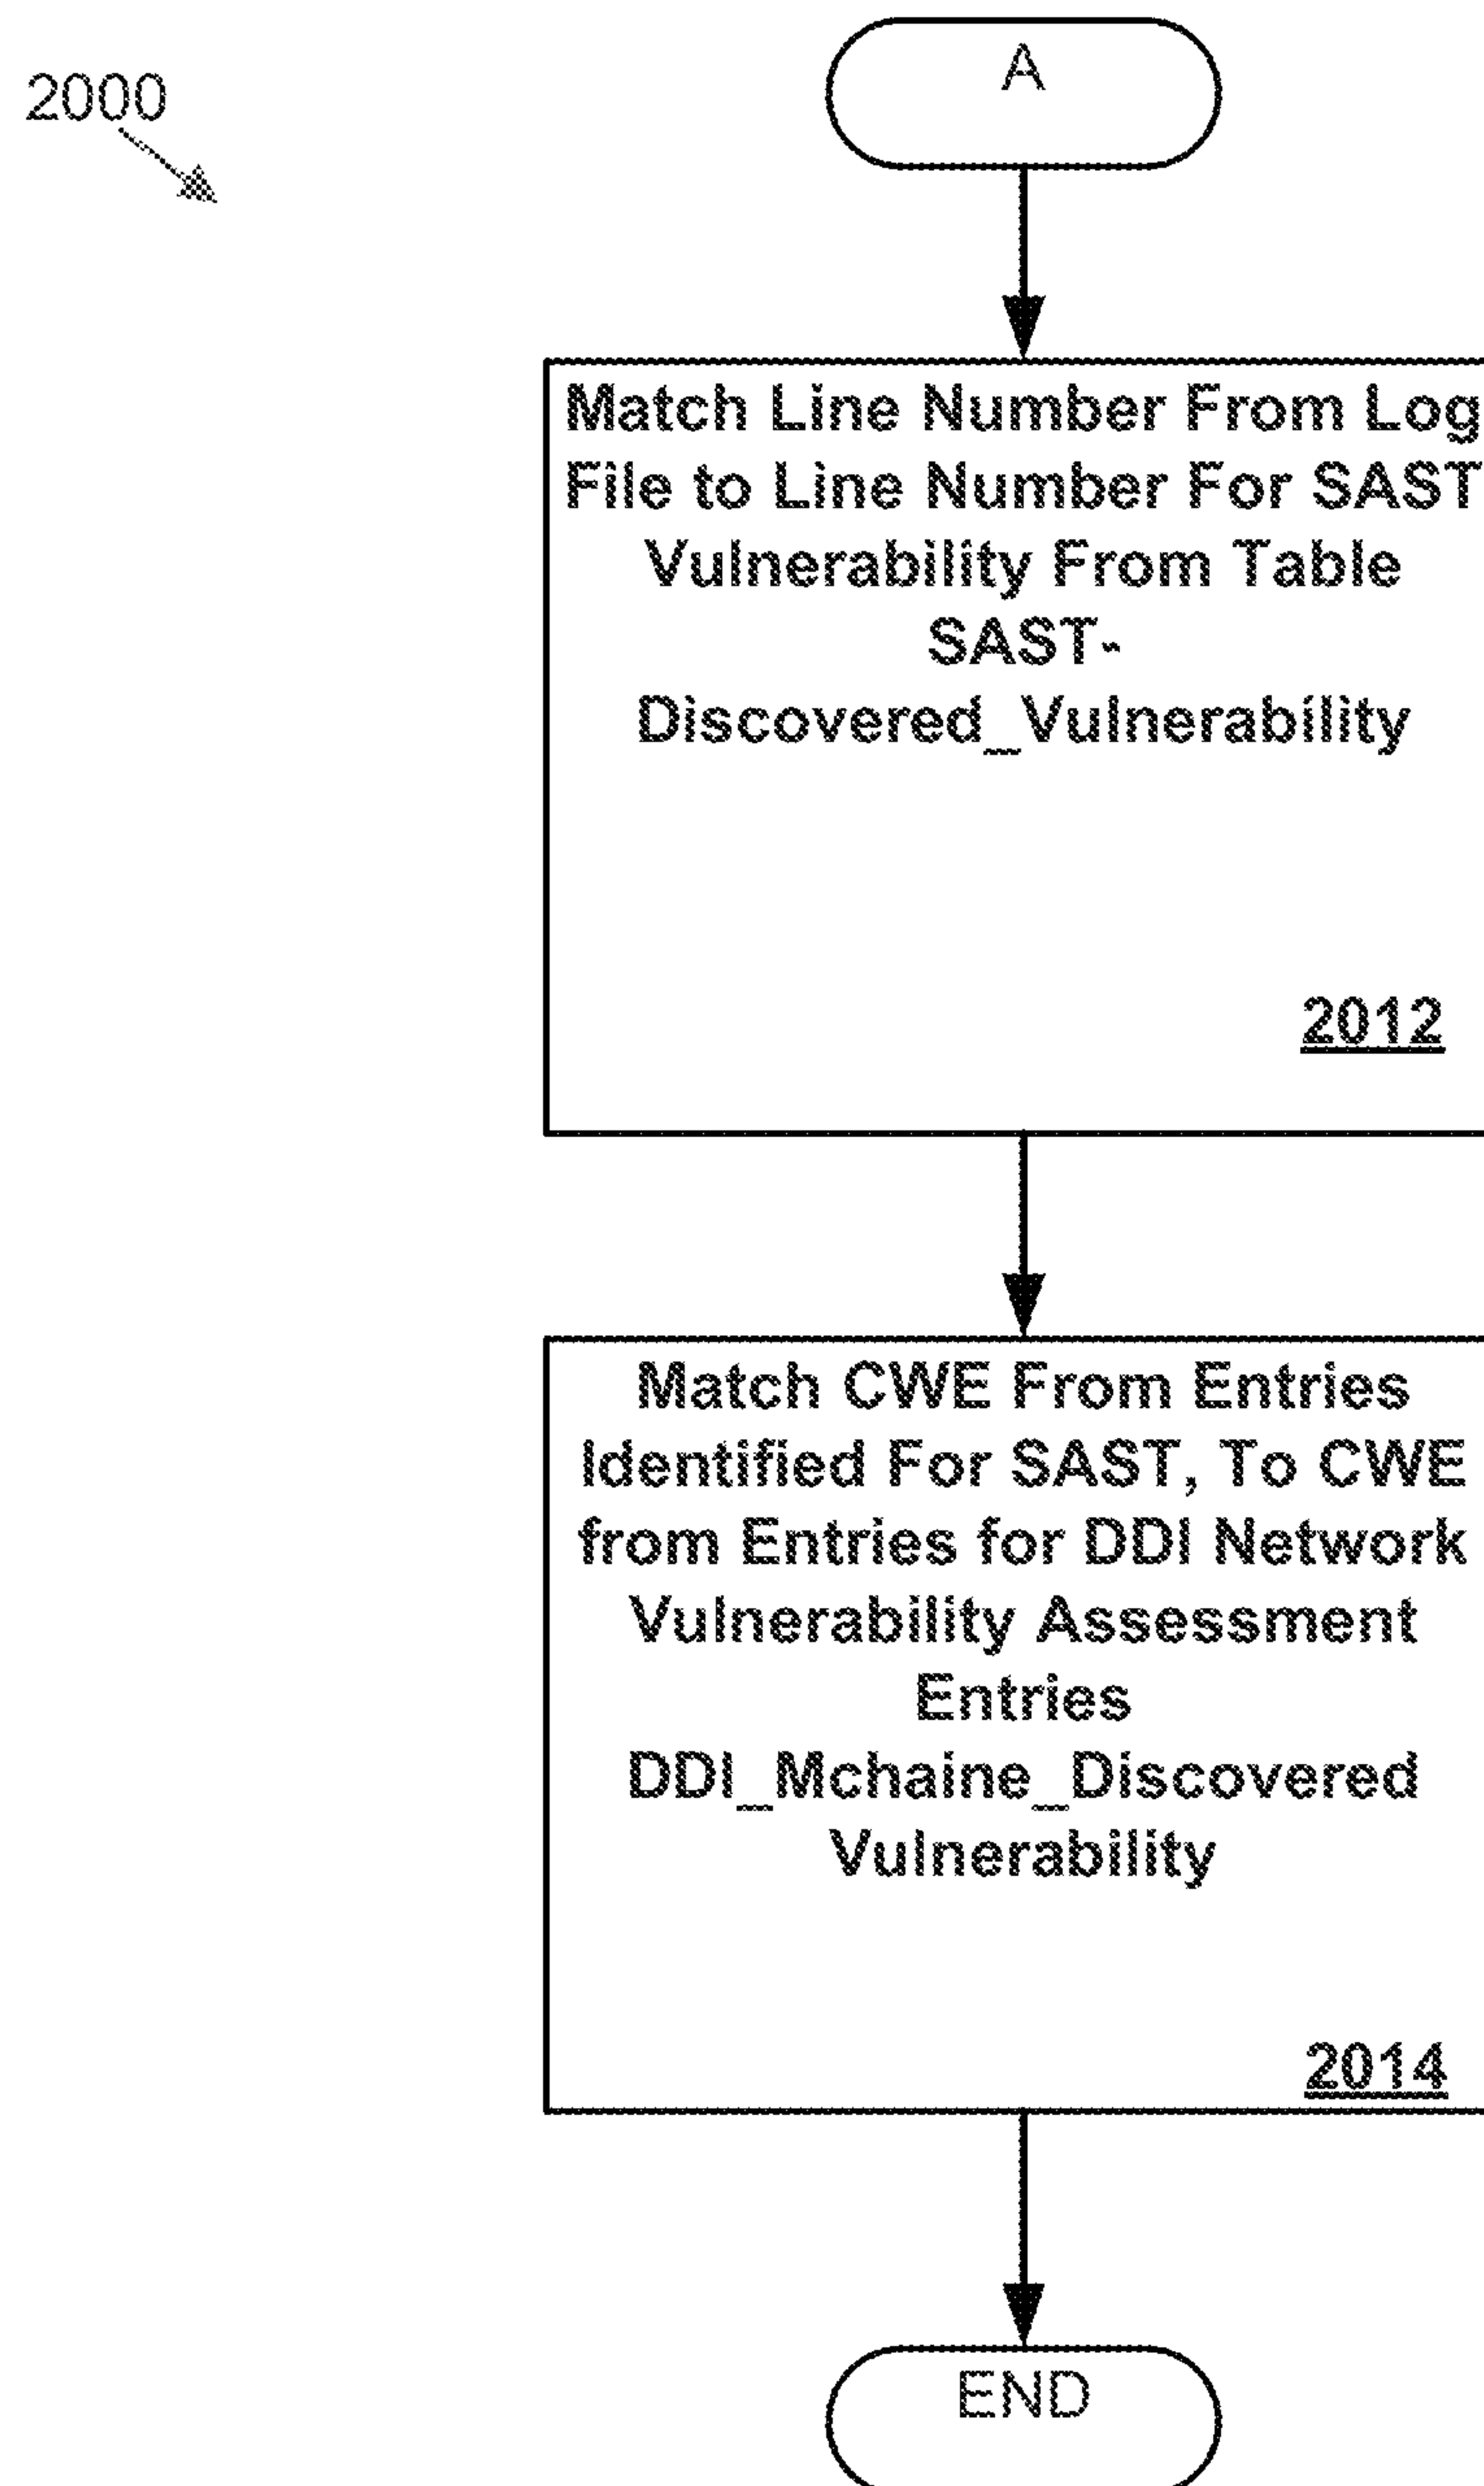 2000
A
Match Line Number From Log
File to Line Number For SAST
Vulnerability From Table
SAST-
Discovered_Vulnerability
2012
Match CWE From Entries
Identified For SAST, To CWE
from Entries for DDI Network
Vulnerability Assessment
Entries
DDI_Mchaine_Discovered
Vulnerability
2014
END